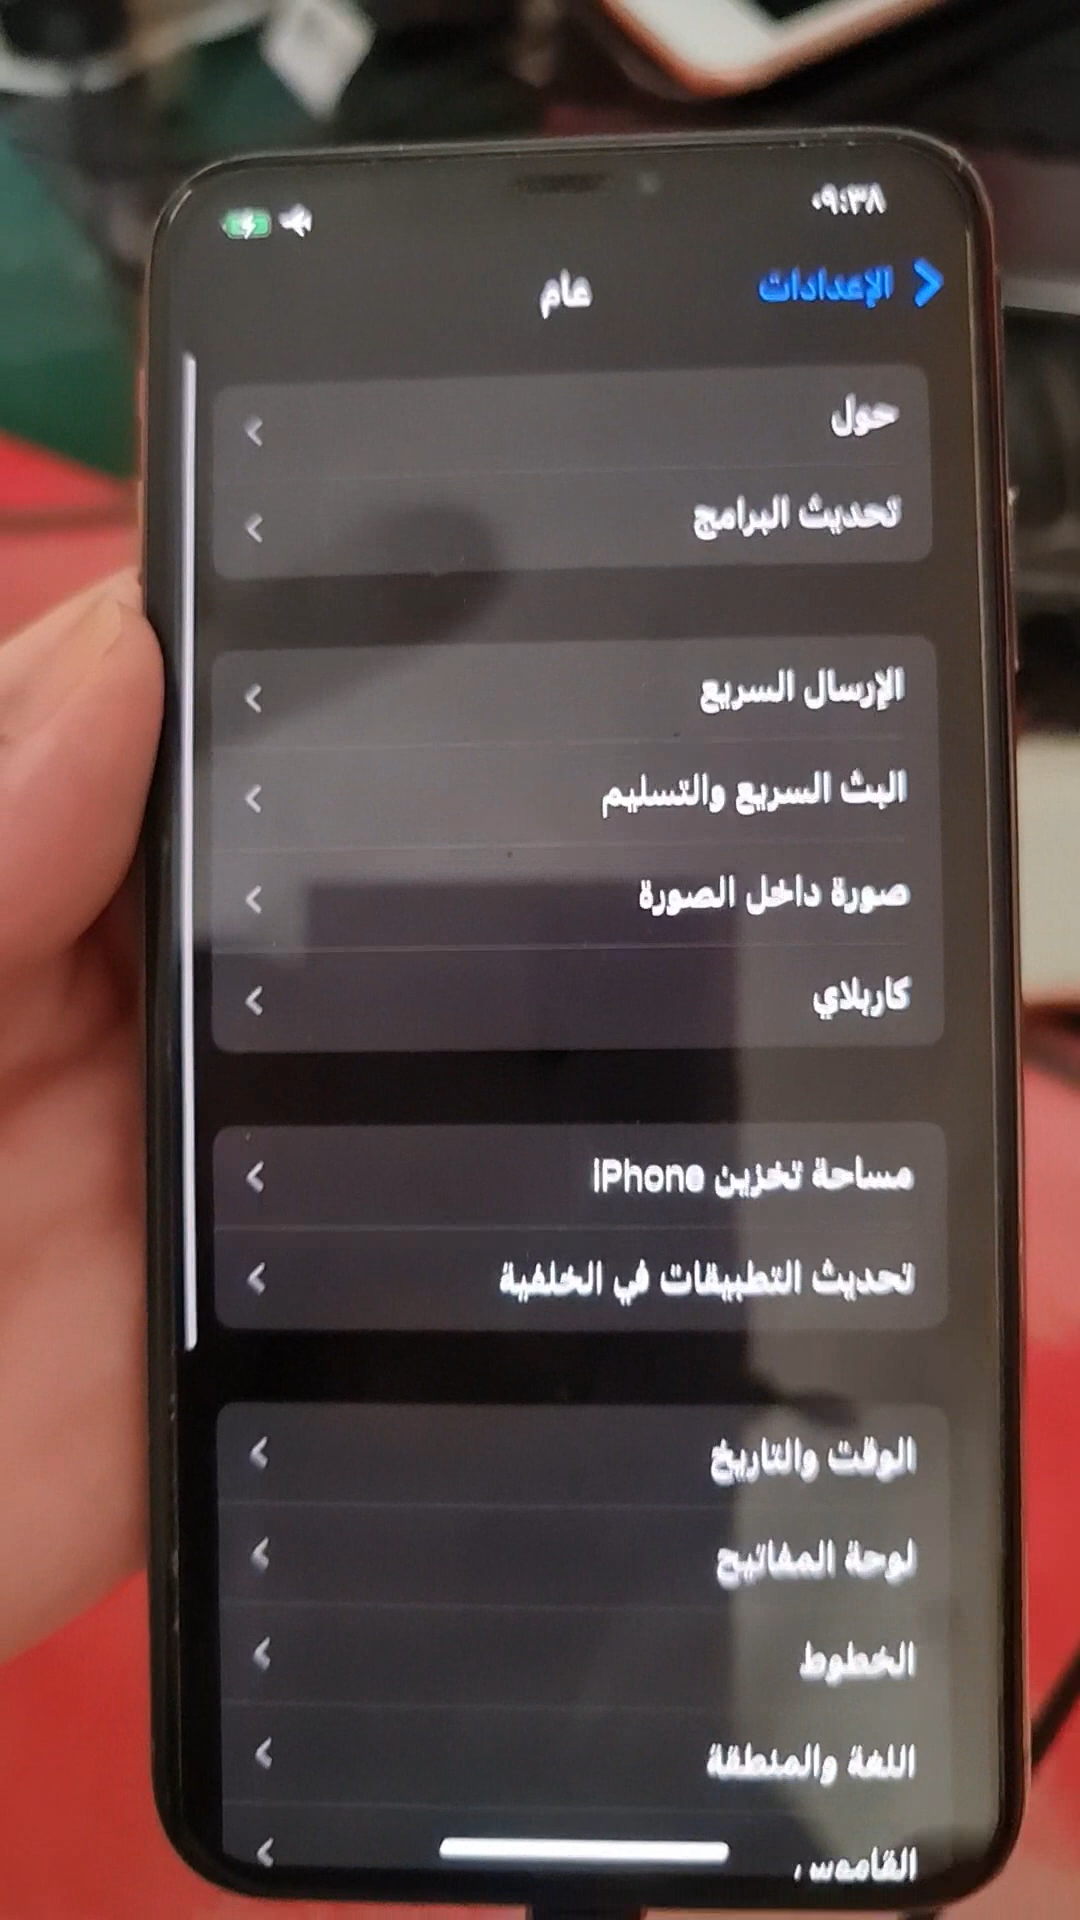 ٠٩:٣٨
الإعدادات
عام
حول
تحديث البرامج
الإرسال السريع
البث السريع والتسليم
صورة داخل الصورة
كاربلاي
مساحة تخزين iPhone
تحديث التطبيقات في الخلفية
الوقت والتاريخ
لوحة المفاتيح
الخطوط
اللغة والمنطقة
القاموس